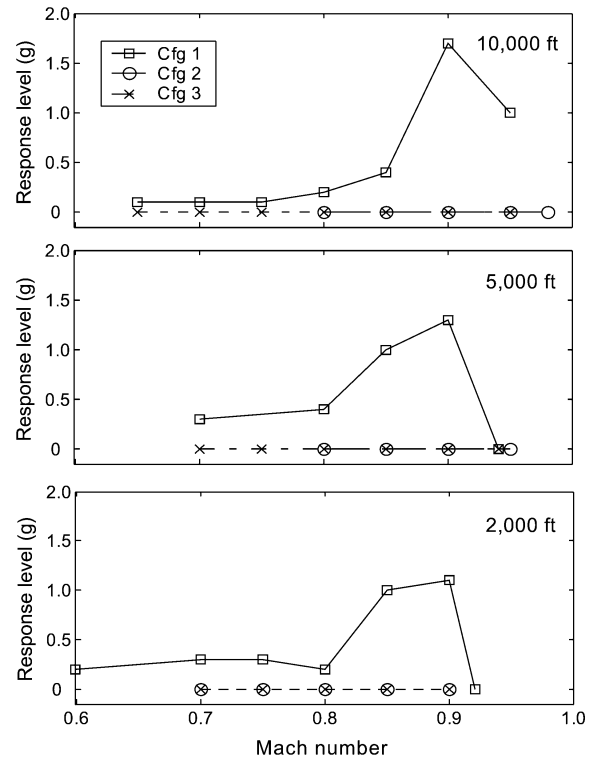 2.0
10,000 ft
Cfg 1
Cfg 2
Cfg 3
1.5
1.0
0.5
0
Response level (g)
2.0
5,000 ft
1.5
1.0
0.5
0
Response level (g)
2.0
2,000 ft
1.5
1.0
0.5
0
Response level (g)
0.6 0.7 0.8 0.9 1.0
Mach number